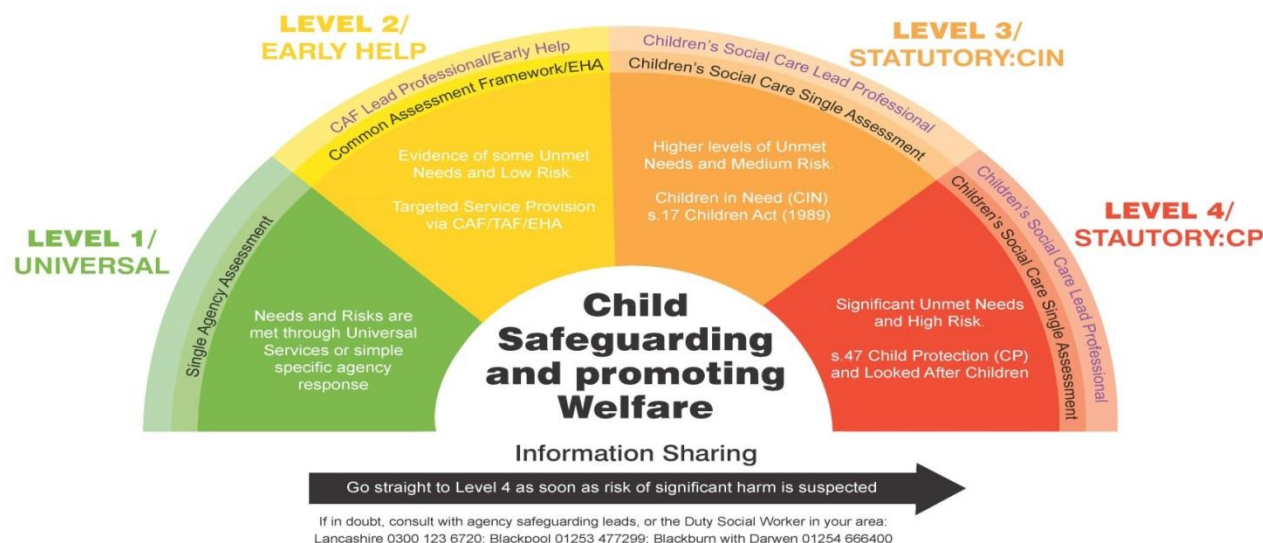 LEVEL 1/
UNIVERSAL
Single Agency Assessment
Needs and Risks are
met through Universal
Services or simple
specific agency
response
LEVEL 2/
EARLY HELP
CAF Lead Professional/Early Help
Common Assessment Framework/EHA
Evidence of some Unmet
Needs and Low Risk.
Targeted Service Provision
via CAF/TAF/EHA
LEVEL 3/
STATUTORY:CIN
Children's Social Care Lead Professional
Children's Social Care Single Assessment
Higher levels of Unmet
Needs and Medium Risk.
Children in Need (CIN)
s.17 Children Act (1989)
LEVEL 4/
STAUTORY:CP
Children's Social Care Lead Professional
Children's Social Care Single Assessment
Significant Unmet Needs
and High Risk.
s.47 Child Protection (CP)
and Looked After Children
Child
Safeguarding
and promoting
Welfare
Information Sharing
Go straight to Level 4 as soon as risk of significant harm is suspected
If in doubt, consult with agency safeguarding leads, or the Duty Social Worker in your area:
Lancashire 0300 123 6720; Blackpool 01253 477299; Blackburn with Darwen 01254 666400